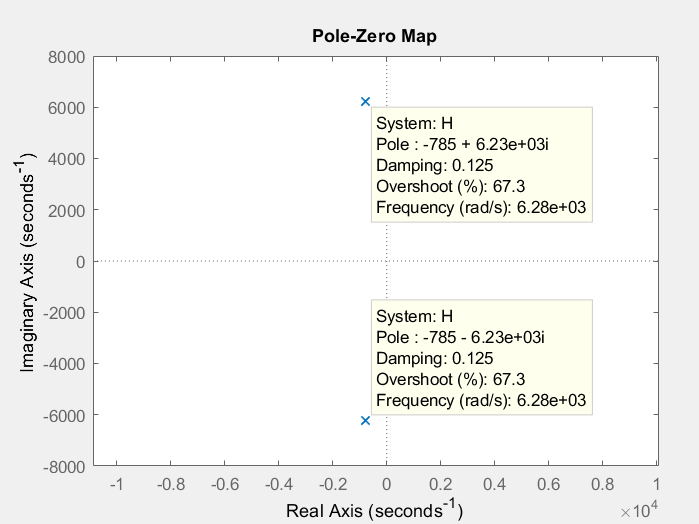 Pole-Zero Map
8000
6000
4000
2000
0
-2000
-4000
-6000
-8000
Imaginary Axis (seconds⁻¹)
System: H
Pole : -785 + 6.23e+03i
Damping: 0.125
Overshoot (%): 67.3
Frequency (rad/s): 6.28e+03
System: H
Pole : -785 - 6.23e+03i
Damping: 0.125
Overshoot (%): 67.3
Frequency (rad/s): 6.28e+03
-1 -0.8 -0.6 -0.4 -0.2 0 0.2 0.4 0.6 0.8 1
Real Axis (seconds⁻¹)
×10⁴